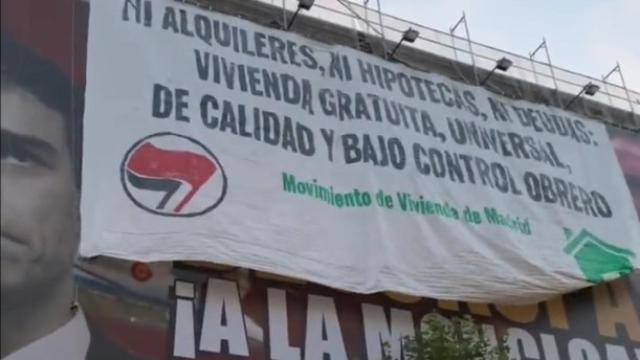 NI ALQUILERES, NI HIPOTECAS, NI DEUDAS:
VIVIENDA GRATUITA, UNIVERSAL,
DE CALIDAD Y BAJO CONTROL OBRERO
Movimiento de Vivienda de Madrid
¡A LA